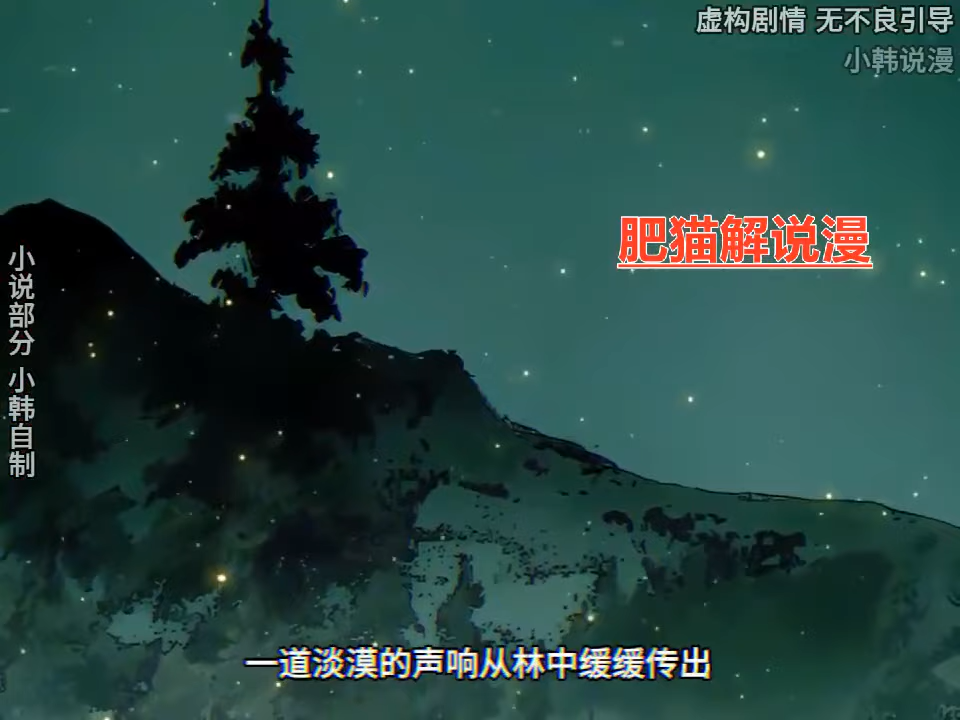 虚构剧情 无不良引导
小韩说漫
肥猫解说漫
小说部分 小韩自制
一道淡漠的声响从林中缓缓传出